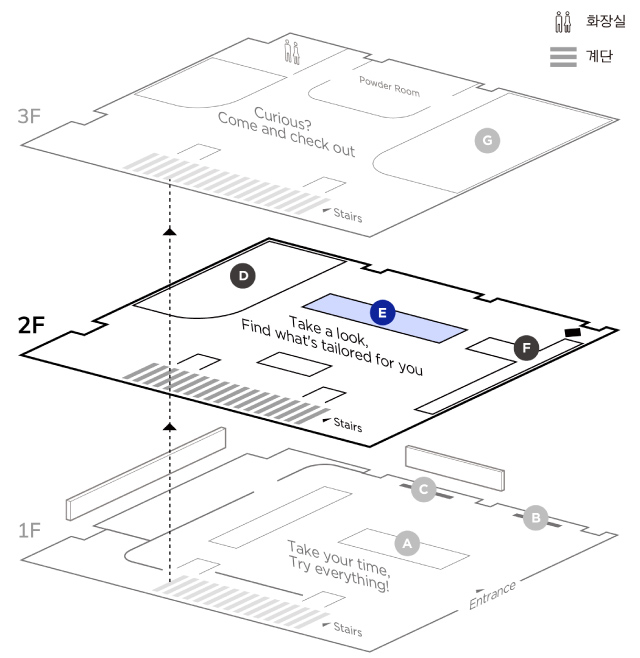 화장실
계단
3F
Powder Room
Curious?
Come and check out
G
Stairs
D
2F
E
Take a look,
Find what's tailored for you
F
Stairs
C
B
1F
A
Take your time,
Try everything!
Entrance
Stairs